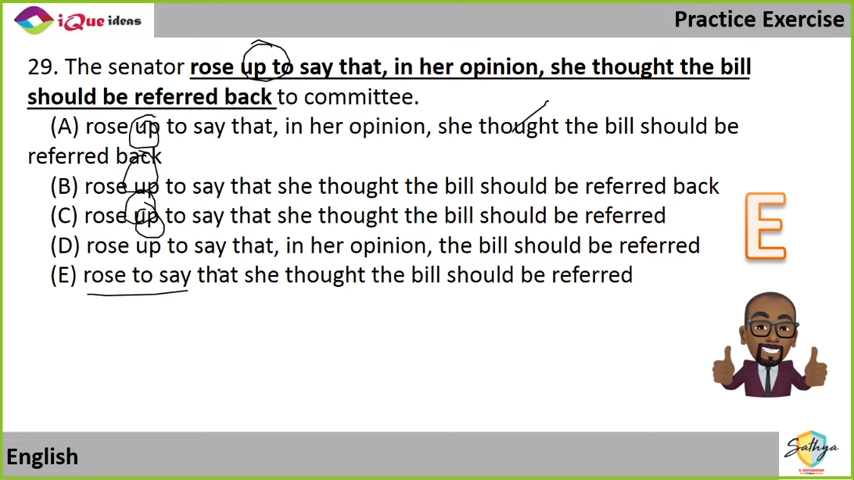 iQue ideas
Practice Exercise
29. The senator rose up to say that, in her opinion, she thought the bill
should be referred back to committee.
(A) rose up to say that, in her opinion, she thought the bill should be
referred back
(B) rose up to say that she thought the bill should be referred back
(C) rose up to say that she thought the bill should be referred
(D) rose up to say that, in her opinion, the bill should be referred
(E) rose to say that she thought the bill should be referred
E
English
Sathya